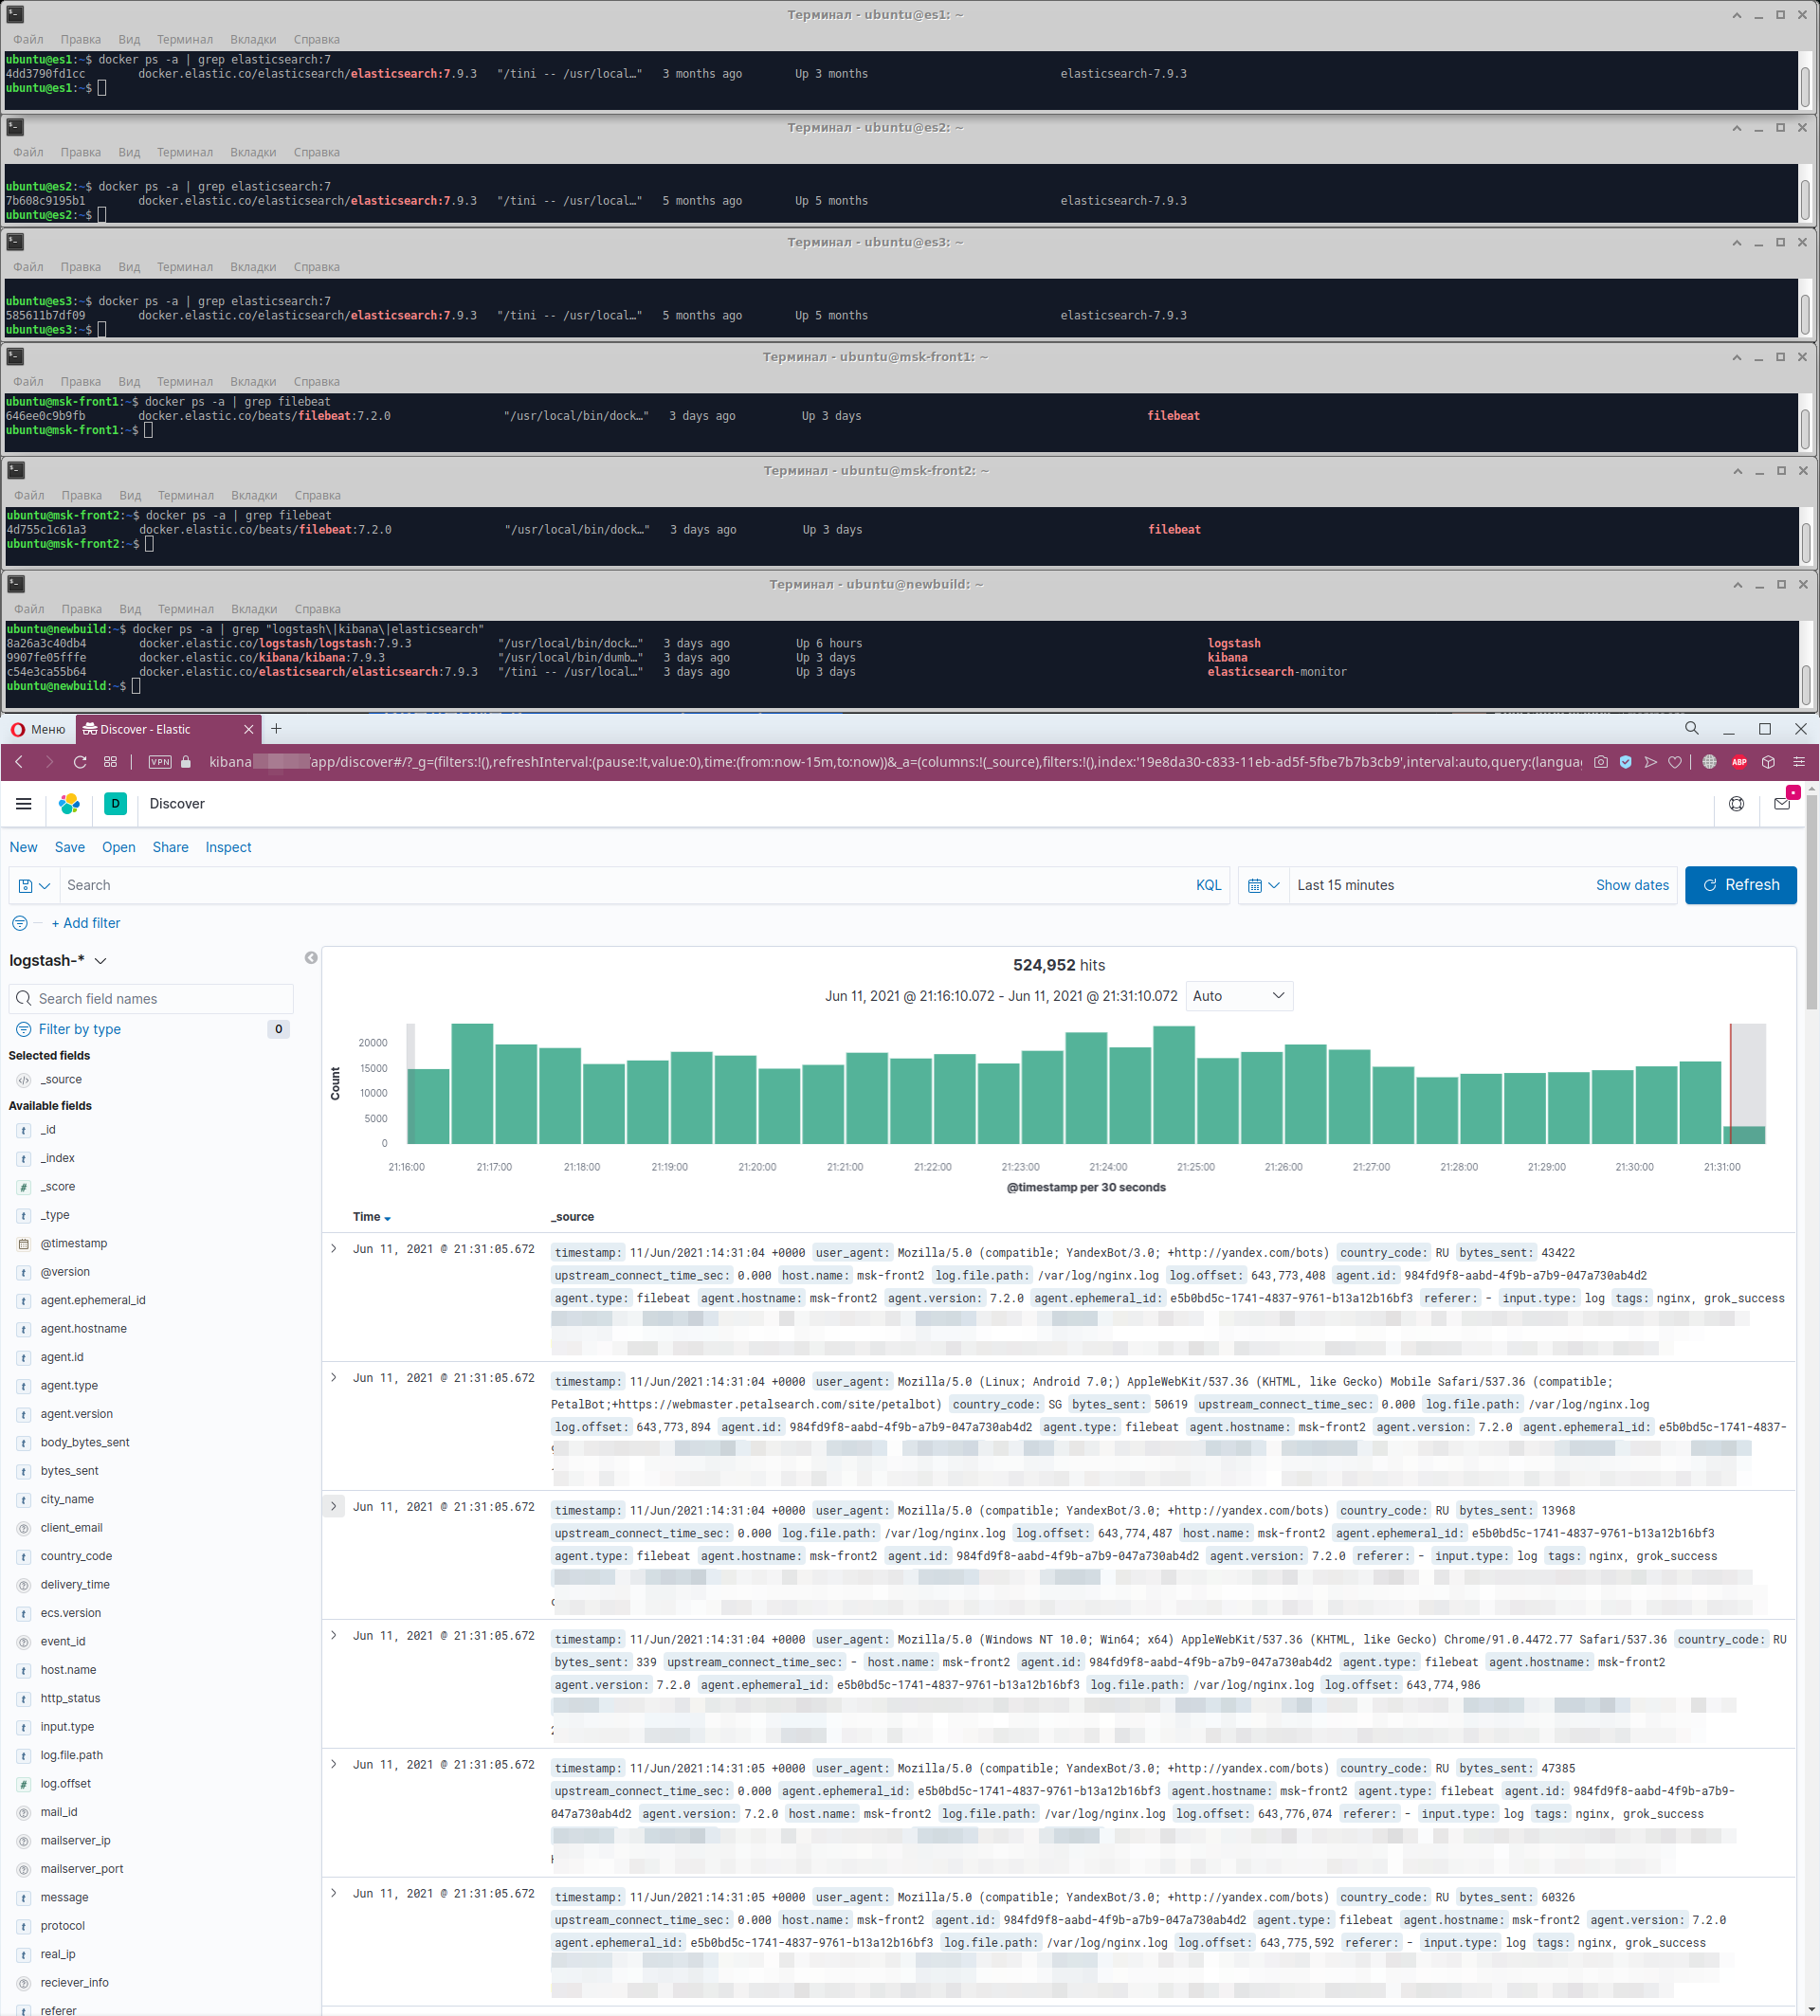 Терминал - ubuntu@es1: ~
Файл Правка Вид Терминал Вкладки Справка
ubuntu@es1:~$ docker ps -a | grep elasticsearch:7
4dd3790fd1cc docker.elastic.co/elasticsearch/elasticsearch:7.9.3 "/tini -- /usr/local…" 3 months ago Up 3 months elasticsearch-7.9.3
ubuntu@es1:~$
Терминал - ubuntu@es2: ~
Файл Правка Вид Терминал Вкладки Справка
ubuntu@es2:~$ docker ps -a | grep elasticsearch:7
7b608c9195b1 docker.elastic.co/elasticsearch/elasticsearch:7.9.3 "/tini -- /usr/local…" 5 months ago Up 5 months elasticsearch-7.9.3
ubuntu@es2:~$
Терминал - ubuntu@es3: ~
Файл Правка Вид Терминал Вкладки Справка
ubuntu@es3:~$ docker ps -a | grep elasticsearch:7
585611b7df09 docker.elastic.co/elasticsearch/elasticsearch:7.9.3 "/tini -- /usr/local…" 5 months ago Up 5 months elasticsearch-7.9.3
ubuntu@es3:~$
Терминал - ubuntu@msk-front1: ~
Файл Правка Вид Терминал Вкладки Справка
ubuntu@msk-front1:~$ docker ps -a | grep filebeat
646ee0c9b9fb docker.elastic.co/beats/filebeat:7.2.0 "/usr/local/bin/dock…" 3 days ago Up 3 days filebeat
ubuntu@msk-front1:~$
Терминал - ubuntu@msk-front2: ~
Файл Правка Вид Терминал Вкладки Справка
ubuntu@msk-front2:~$ docker ps -a | grep filebeat
4d755c1c61a3 docker.elastic.co/beats/filebeat:7.2.0 "/usr/local/bin/dock…" 3 days ago Up 3 days filebeat
ubuntu@msk-front2:~$
Терминал - ubuntu@newbuild: ~
Файл Правка Вид Терминал Вкладки Справка
ubuntu@newbuild:~$ docker ps -a | grep "logstash\|kibana\|elasticsearch"
8a26a3c40db4 docker.elastic.co/logstash/logstash:7.9.3 "/usr/local/bin/dock…" 3 days ago Up 6 hours logstash
9907fe05fffe docker.elastic.co/kibana/kibana:7.9.3 "/usr/local/bin/dumb…" 3 days ago Up 3 days kibana
c54e3ca55b64 docker.elastic.co/elasticsearch/elasticsearch:7.9.3 "/tini -- /usr/local…" 3 days ago Up 3 days elasticsearch-monitor
ubuntu@newbuild:~$
Меню Discover - Elastic
VPN kibana app/discover#/?_g=(filters:!(),refreshInterval:(pause:!t,value:0),time:(from:now-15m,to:now))&_a=(columns:!(_source),filters:!(),index:'19e8da30-c833-11eb-ad5f-5fbe7b7b3cb9',interval:auto,query:(langua ABP
D Discover
New Save Open Share Inspect
Search KQL Last 15 minutes Show dates Refresh
+ Add filter
logstash-*
Search field names
Filter by type 0
Selected fields
_source
Available fields
_id
_index
_score
_type
@timestamp
@version
agent.ephemeral_id
agent.hostname
agent.id
agent.type
agent.version
body_bytes_sent
bytes_sent
city_name
client_email
country_code
delivery_time
ecs.version
event_id
host.name
http_status
input.type
log.file.path
log.offset
mail_id
mailserver_ip
mailserver_port
message
protocol
real_ip
reciever_info
referer
524,952 hits
Jun 11, 2021 @ 21:16:10.072 - Jun 11, 2021 @ 21:31:10.072 Auto
Count
20000
15000
10000
5000
0
21:16:00 21:17:00 21:18:00 21:19:00 21:20:00 21:21:00 21:22:00 21:23:00 21:24:00 21:25:00 21:26:00 21:27:00 21:28:00 21:29:00 21:30:00 21:31:00
@timestamp per 30 seconds
Time _source
Jun 11, 2021 @ 21:31:05.672 timestamp: 11/Jun/2021:14:31:04 +0000 user_agent: Mozilla/5.0 (compatible; YandexBot/3.0; +http://yandex.com/bots) country_code: RU bytes_sent: 43422
upstream_connect_time_sec: 0.000 host.name: msk-front2 log.file.path: /var/log/nginx.log log.offset: 643,773,408 agent.id: 984fd9f8-aabd-4f9b-a7b9-047a730ab4d2
agent.type: filebeat agent.hostname: msk-front2 agent.version: 7.2.0 agent.ephemeral_id: e5b0bd5c-1741-4837-9761-b13a12b16bf3 referer: - input.type: log tags: nginx, grok_success
Jun 11, 2021 @ 21:31:05.672 timestamp: 11/Jun/2021:14:31:04 +0000 user_agent: Mozilla/5.0 (Linux; Android 7.0;) AppleWebKit/537.36 (KHTML, like Gecko) Mobile Safari/537.36 (compatible;
PetalBot;+https://webmaster.petalsearch.com/site/petalbot) country_code: SG bytes_sent: 50619 upstream_connect_time_sec: 0.000 log.file.path: /var/log/nginx.log
log.offset: 643,773,894 agent.id: 984fd9f8-aabd-4f9b-a7b9-047a730ab4d2 agent.type: filebeat agent.hostname: msk-front2 agent.version: 7.2.0 agent.ephemeral_id: e5b0bd5c-1741-4837-
Jun 11, 2021 @ 21:31:05.672 timestamp: 11/Jun/2021:14:31:04 +0000 user_agent: Mozilla/5.0 (compatible; YandexBot/3.0; +http://yandex.com/bots) country_code: RU bytes_sent: 13968
upstream_connect_time_sec: 0.000 log.file.path: /var/log/nginx.log log.offset: 643,774,487 host.name: msk-front2 agent.ephemeral_id: e5b0bd5c-1741-4837-9761-b13a12b16bf3
agent.type: filebeat agent.hostname: msk-front2 agent.id: 984fd9f8-aabd-4f9b-a7b9-047a730ab4d2 agent.version: 7.2.0 referer: - input.type: log tags: nginx, grok_success
Jun 11, 2021 @ 21:31:05.672 timestamp: 11/Jun/2021:14:31:04 +0000 user_agent: Mozilla/5.0 (Windows NT 10.0; Win64; x64) AppleWebKit/537.36 (KHTML, like Gecko) Chrome/91.0.4472.77 Safari/537.36 country_code: RU
bytes_sent: 339 upstream_connect_time_sec: - host.name: msk-front2 agent.id: 984fd9f8-aabd-4f9b-a7b9-047a730ab4d2 agent.type: filebeat agent.hostname: msk-front2
agent.version: 7.2.0 agent.ephemeral_id: e5b0bd5c-1741-4837-9761-b13a12b16bf3 log.file.path: /var/log/nginx.log log.offset: 643,774,986
Jun 11, 2021 @ 21:31:05.672 timestamp: 11/Jun/2021:14:31:05 +0000 user_agent: Mozilla/5.0 (compatible; YandexBot/3.0; +http://yandex.com/bots) country_code: RU bytes_sent: 47385
upstream_connect_time_sec: 0.000 agent.ephemeral_id: e5b0bd5c-1741-4837-9761-b13a12b16bf3 agent.hostname: msk-front2 agent.type: filebeat agent.id: 984fd9f8-aabd-4f9b-a7b9-
047a730ab4d2 agent.version: 7.2.0 host.name: msk-front2 log.file.path: /var/log/nginx.log log.offset: 643,776,074 referer: - input.type: log tags: nginx, grok_success
Jun 11, 2021 @ 21:31:05.672 timestamp: 11/Jun/2021:14:31:05 +0000 user_agent: Mozilla/5.0 (compatible; YandexBot/3.0; +http://yandex.com/bots) country_code: RU bytes_sent: 60326
upstream_connect_time_sec: 0.000 host.name: msk-front2 agent.id: 984fd9f8-aabd-4f9b-a7b9-047a730ab4d2 agent.type: filebeat agent.hostname: msk-front2 agent.version: 7.2.0
agent.ephemeral_id: e5b0bd5c-1741-4837-9761-b13a12b16bf3 log.file.path: /var/log/nginx.log log.offset: 643,775,592 referer: - input.type: log tags: nginx, grok_success